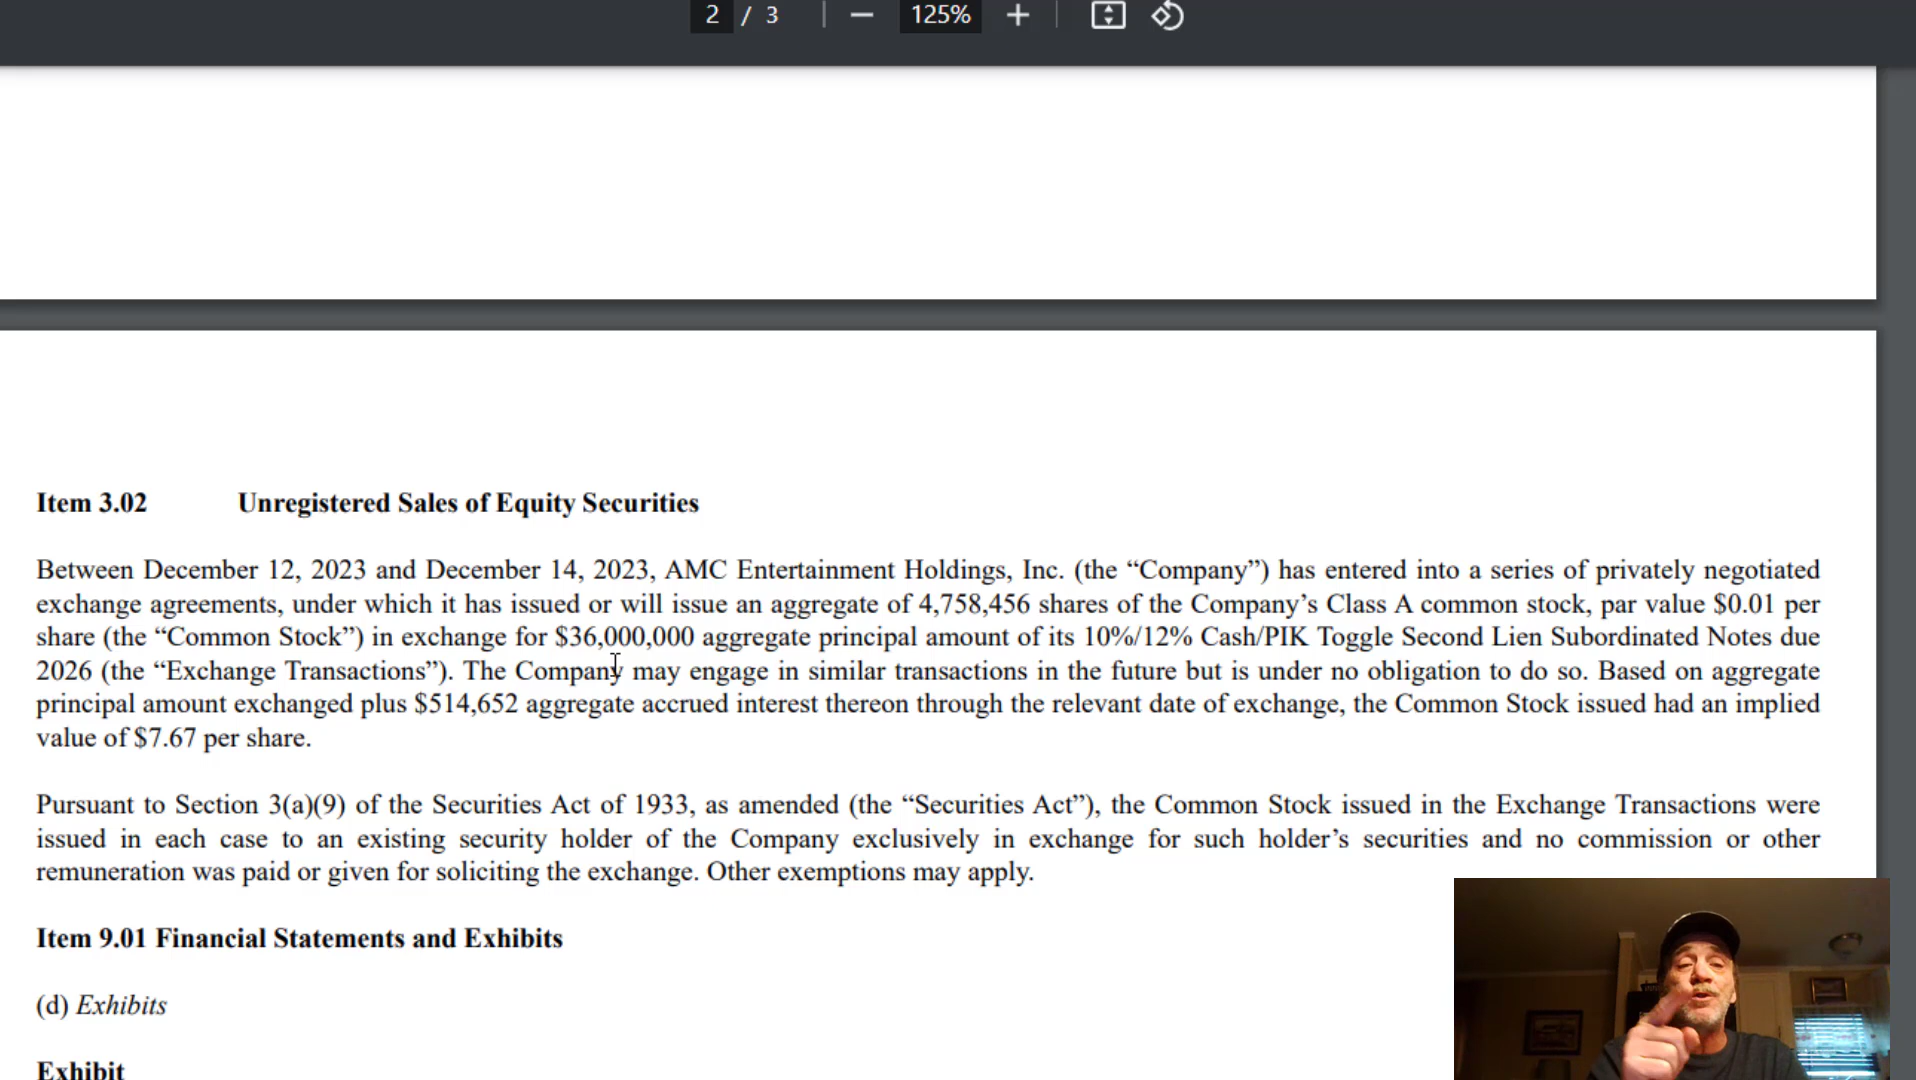 2 / 3 125%
Item 3.02 Unregistered Sales of Equity Securities
Between December 12, 2023 and December 14, 2023, AMC Entertainment Holdings, Inc. (the “Company”) has entered into a series of privately negotiated
exchange agreements, under which it has issued or will issue an aggregate of 4,758,456 shares of the Company’s Class A common stock, par value $0.01 per
share (the “Common Stock”) in exchange for $36,000,000 aggregate principal amount of its 10%/12% Cash/PIK Toggle Second Lien Subordinated Notes due
2026 (the “Exchange Transactions”). The Company may engage in similar transactions in the future but is under no obligation to do so. Based on aggregate
principal amount exchanged plus $514,652 aggregate accrued interest thereon through the relevant date of exchange, the Common Stock issued had an implied
value of $7.67 per share.
Pursuant to Section 3(a)(9) of the Securities Act of 1933, as amended (the “Securities Act”), the Common Stock issued in the Exchange Transactions were
issued in each case to an existing security holder of the Company exclusively in exchange for such holder’s securities and no commission or other
remuneration was paid or given for soliciting the exchange. Other exemptions may apply.
Item 9.01 Financial Statements and Exhibits
(d) Exhibits
Exhibit